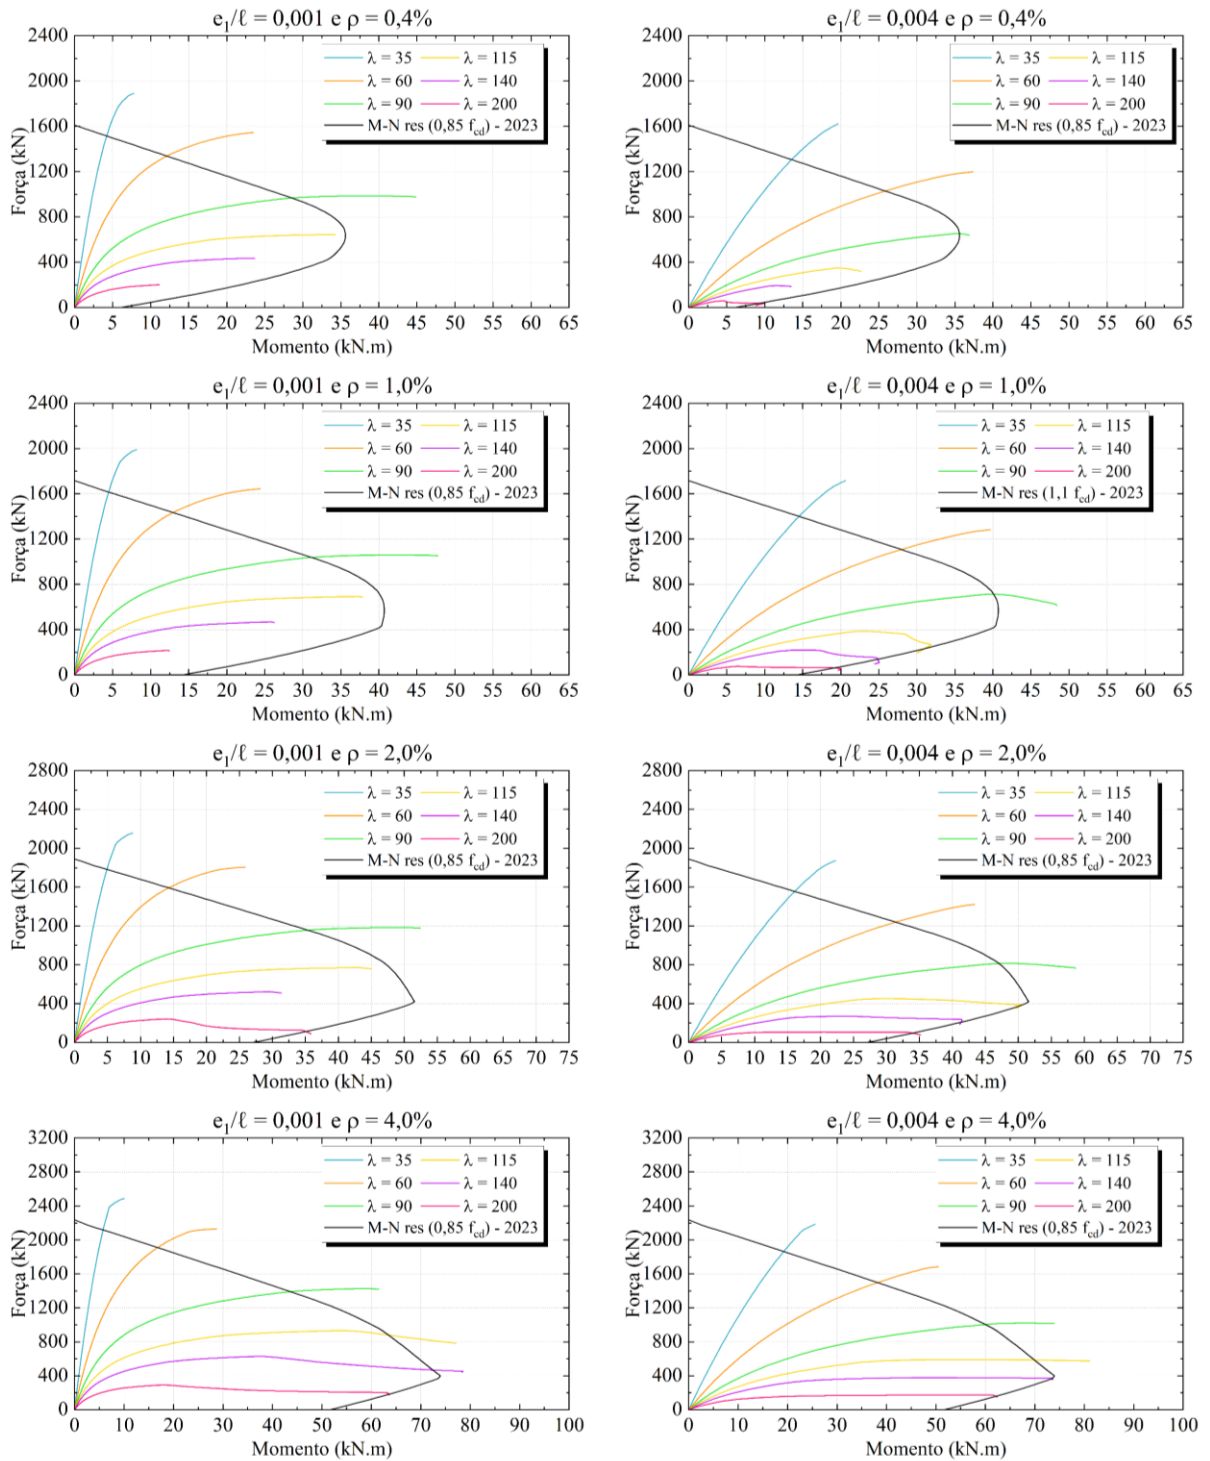 e₁/ℓ = 0,001 e ρ = 0,4%
Força (kN)
2400
2000
1600
1200
800
400
0
λ = 35
λ = 115
λ = 60
λ = 140
λ = 90
λ = 200
M-N res (0,85 f_cd) - 2023
0 5 10 15 20 25 30 35 40 45 50 55 60 65
Momento (kN.m)
e₁/ℓ = 0,004 e ρ = 0,4%
Força (kN)
2400
2000
1600
1200
800
400
0
λ = 35
λ = 115
λ = 60
λ = 140
λ = 90
λ = 200
M-N res (0,85 f_cd) - 2023
0 5 10 15 20 25 30 35 40 45 50 55 60 65
Momento (kN.m)
e₁/ℓ = 0,001 e ρ = 1,0%
Força (kN)
2400
2000
1600
1200
800
400
0
λ = 35
λ = 115
λ = 60
λ = 140
λ = 90
λ = 200
M-N res (0,85 f_cd) - 2023
0 5 10 15 20 25 30 35 40 45 50 55 60 65
Momento (kN.m)
e₁/ℓ = 0,004 e ρ = 1,0%
Força (kN)
2400
2000
1600
1200
800
400
0
λ = 35
λ = 115
λ = 60
λ = 140
λ = 90
λ = 200
M-N res (1,1 f_cd) - 2023
0 5 10 15 20 25 30 35 40 45 50 55 60 65
Momento (kN.m)
e₁/ℓ = 0,001 e ρ = 2,0%
Força (kN)
2800
2400
2000
1600
1200
800
400
0
λ = 35
λ = 115
λ = 60
λ = 140
λ = 90
λ = 200
M-N res (0,85 f_cd) - 2023
0 5 10 15 20 25 30 35 40 45 50 55 60 65 70 75
Momento (kN.m)
e₁/ℓ = 0,004 e ρ = 2,0%
Força (kN)
2800
2400
2000
1600
1200
800
400
0
λ = 35
λ = 115
λ = 60
λ = 140
λ = 90
λ = 200
M-N res (0,85 f_cd) - 2023
0 5 10 15 20 25 30 35 40 45 50 55 60 65 70 75
Momento (kN.m)
e₁/ℓ = 0,001 e ρ = 4,0%
Força (kN)
3200
2800
2400
2000
1600
1200
800
400
0
λ = 35
λ = 115
λ = 60
λ = 140
λ = 90
λ = 200
M-N res (0,85 f_cd) - 2023
0 10 20 30 40 50 60 70 80 90 100
Momento (kN.m)
e₁/ℓ = 0,004 e ρ = 4,0%
Força (kN)
3200
2800
2400
2000
1600
1200
800
400
0
λ = 35
λ = 115
λ = 60
λ = 140
λ = 90
λ = 200
M-N res (0,85 f_cd) - 2023
0 10 20 30 40 50 60 70 80 90 100
Momento (kN.m)